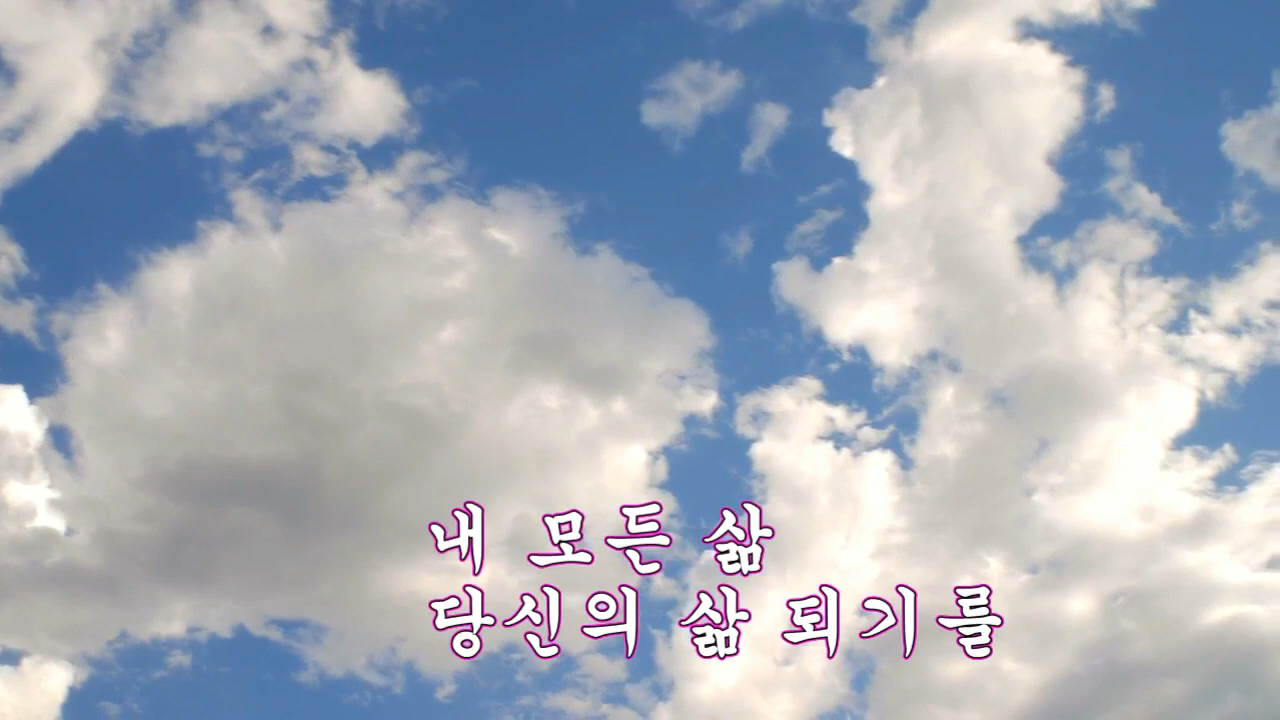 내 모든 삶
당신의 삶 되기를